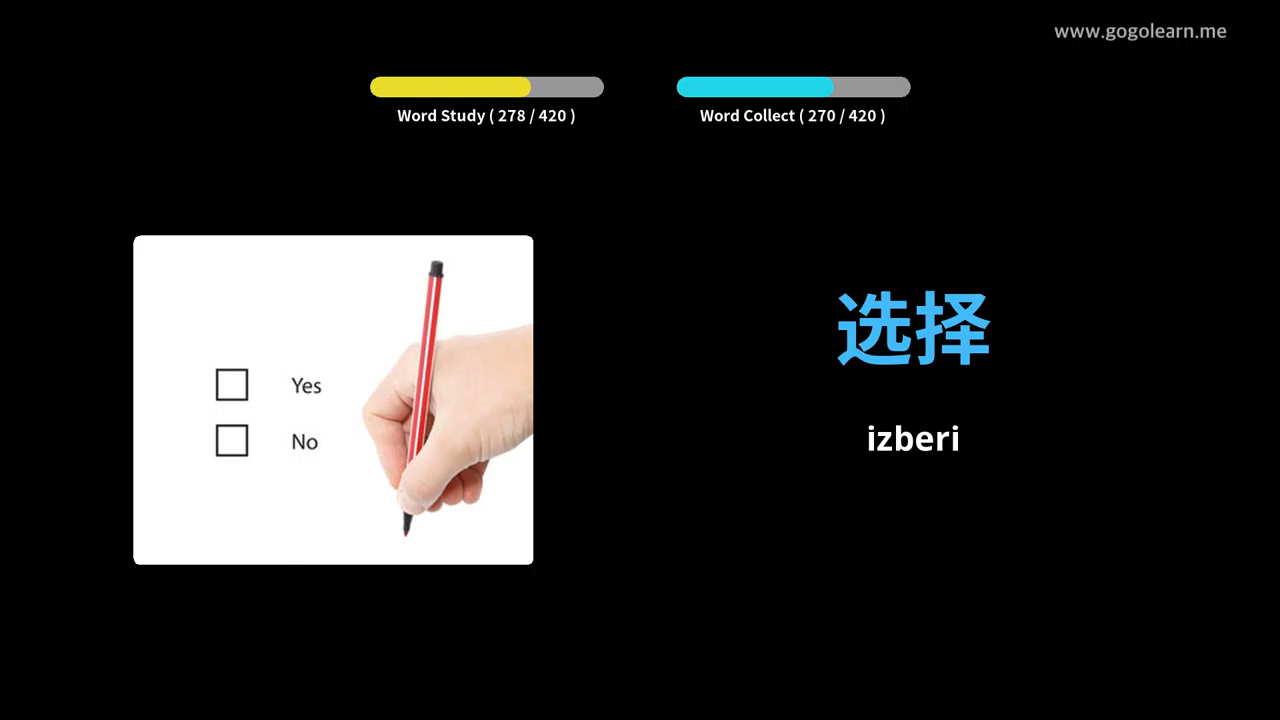 www.gogolearn.me
Word Study ( 278 / 420 )
Word Collect ( 270 / 420 )
Yes
No
选择
izberi